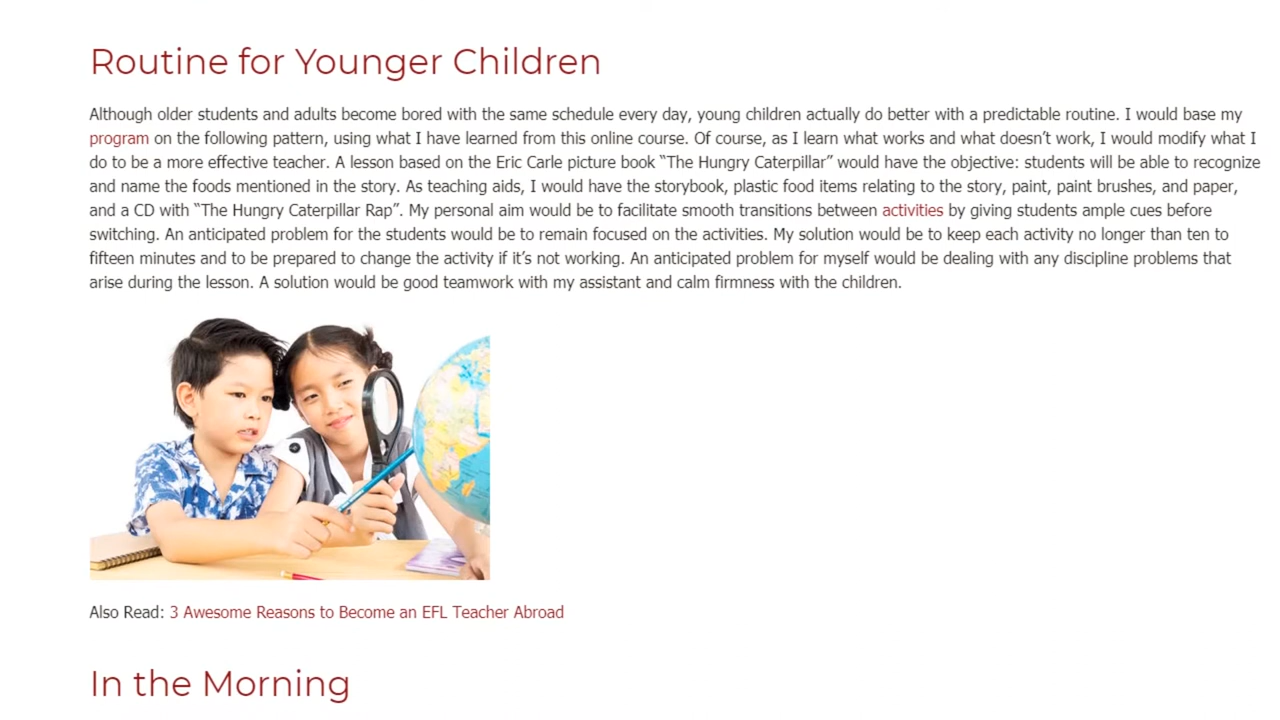 Routine for Younger Children
Although older students and adults become bored with the same schedule every day, young children actually do better with a predictable routine. I would base my
program on the following pattern, using what I have learned from this online course. Of course, as I learn what works and what doesn’t work, I would modify what I
do to be a more effective teacher. A lesson based on the Eric Carle picture book “The Hungry Caterpillar” would have the objective: students will be able to recognize
and name the foods mentioned in the story. As teaching aids, I would have the storybook, plastic food items relating to the story, paint, paint brushes, and paper,
and a CD with “The Hungry Caterpillar Rap”. My personal aim would be to facilitate smooth transitions between activities by giving students ample cues before
switching. An anticipated problem for the students would be to remain focused on the activities. My solution would be to keep each activity no longer than ten to
fifteen minutes and to be prepared to change the activity if it’s not working. An anticipated problem for myself would be dealing with any discipline problems that
arise during the lesson. A solution would be good teamwork with my assistant and calm firmness with the children.
Also Read: 3 Awesome Reasons to Become an EFL Teacher Abroad
In the Morning